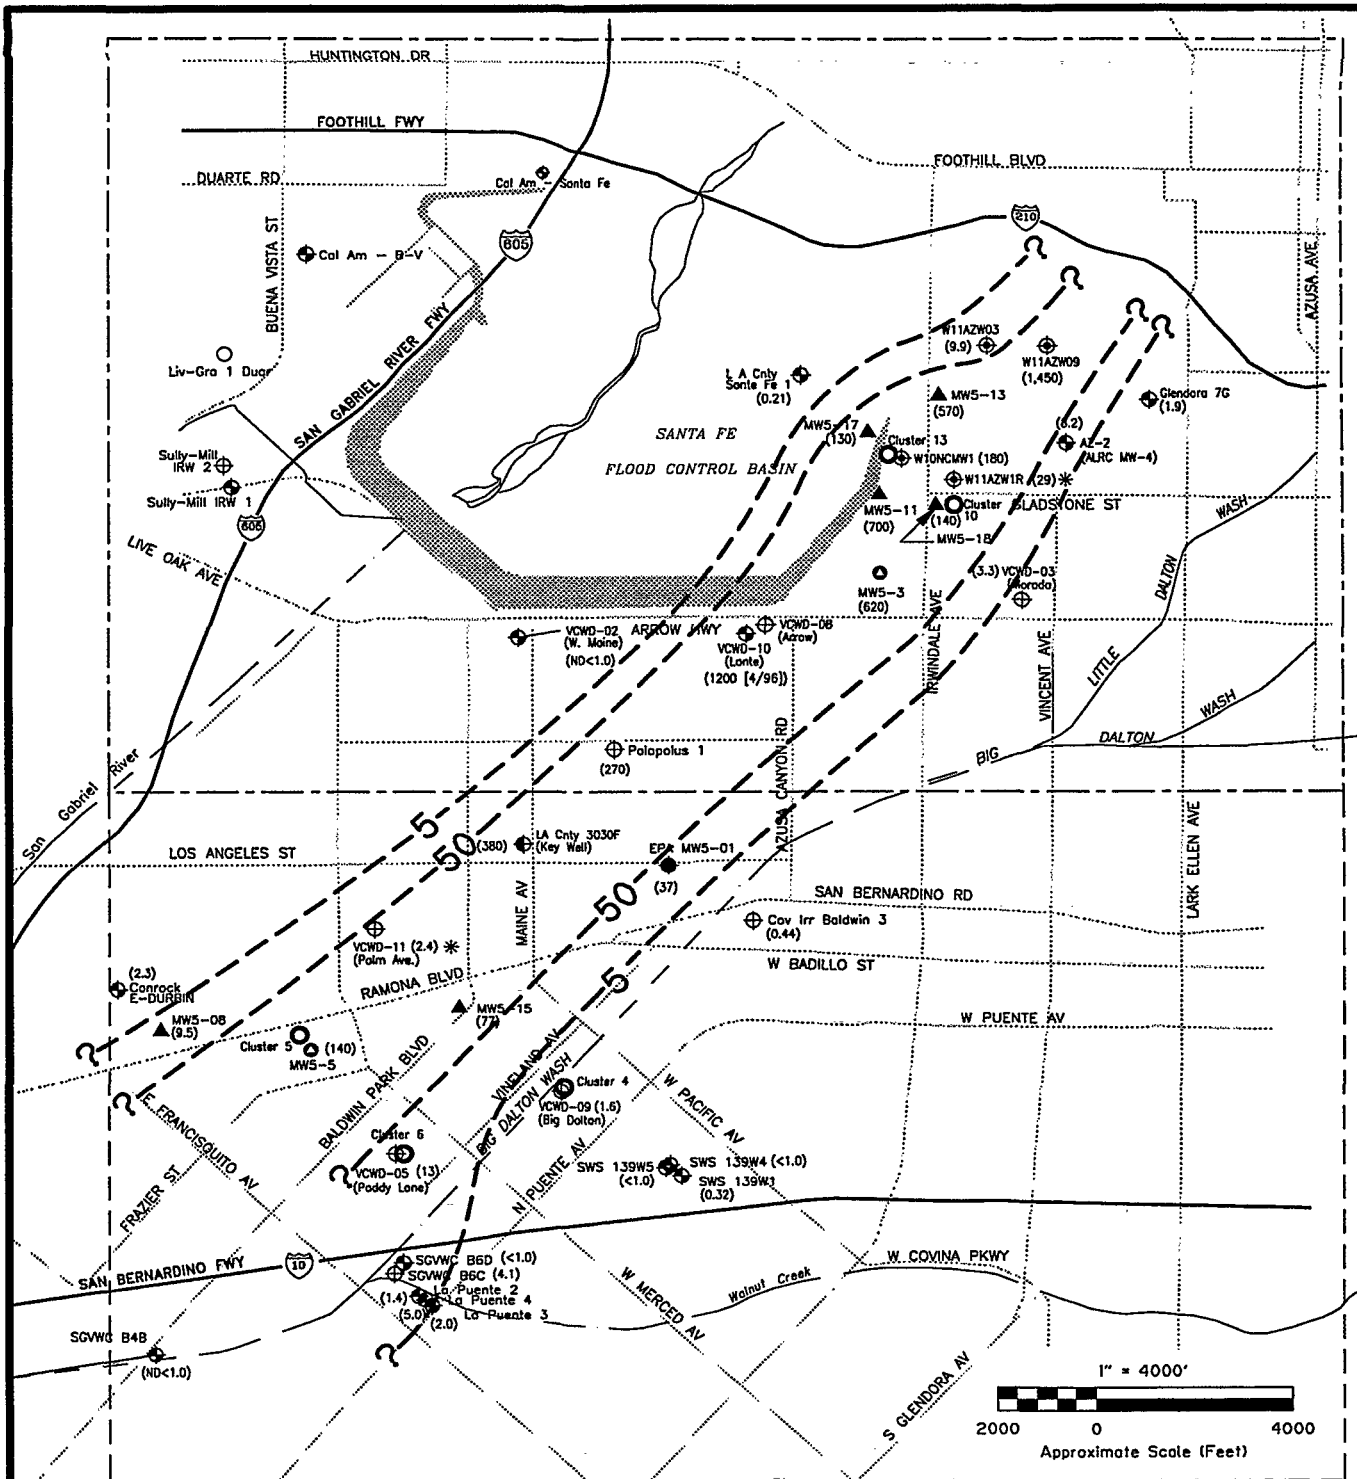 HUNTINGTON DR
FOOTHILL FWY
FOOTHILL BLVD
DUARTE RD
Cal Am - Santa Fe
210
605
BUENA VISTA ST
Cal Am - B-V
AZUSA AVE
SAN GABRIEL RIVER FWY
W11AZW03
(9.9)
W11AZW09
(1,450)
Liv-Gra 1 Duar
L A Cnty
Sante Fe 1
(0.21)
MW5-13
(570)
Glendora 7G
(1.9)
SANTA FE
FLOOD CONTROL BASIN
MW5-17
(130)
Cluster 13
W10NCMW1 (180)
(8.2)
AZ-2
(ALRC MW-4)
Sully-Mill
IRW 2
Sully-Mill IRW 1
W11AZW1R (29) *
MW5-11
(700)
(140)
Cluster
10
GLADSTONE ST
MW5-18
WASH
605
LIVE OAK AVE
DALTON
MW5-3
(620)
(3.3) VCWD-03
(Morada)
IRWINDALE AVE
VCWD-02
(W. Maine)
(ND<1.0)
ARROW HWY
VCWD-08
(Arrow)
VCWD-10
(Lante)
(1200 [4/96])
VINCENT AVE
LITTLE
WASH
DALTON
BIG
Palapolus 1
(270)
AZUSA CANYON RD
San Gabriel River
5
50
LOS ANGELES ST
(380)
LA Cnty 3030F
(Key Well)
EPA MW5-01
(37)
LARK ELLEN AVE
50
SAN BERNARDINO RD
Cov Irr Baldwin 3
(0.44)
MAINE AV
VCWD-11 (2.4) *
(Palm Ave.)
W BADILLO ST
RAMONA BLVD
(2.3)
Conrock
E-DURBIN
5
MW5-08
(9.5)
MW5-15
(77)
W PUENTE AV
Cluster 5
(140)
MW5-5
BALDWIN PARK BLVD
VINELAND AV
BIG DALTON WASH
Cluster 4
VCWD-09 (1.6)
(Big Dalton)
W PACIFIC AV
E FRANCISQUITO AV
Cluster 6
VCWD-05 (13)
(Paddy Lane)
N PUENTE AV
SWS 139W5
(<1.0)
SWS 139W4 (<1.0)
SWS 139W1
(0.32)
FRAZIER ST
SAN BERNARDINO FWY
10
SGVWC B6D (<1.0)
SGVWC B6C (4.1)
La Puente 2
(1.4)
La Puente 4
(5.0)
La Puente 3
(2.0)
W COVINA PKWY
W MERCED AV
Walnut Creek
SGVWC B4B
(ND<1.0)
S GLENDORA AV
1" = 4000'
2000 0 4000
Approximate Scale (Feet)